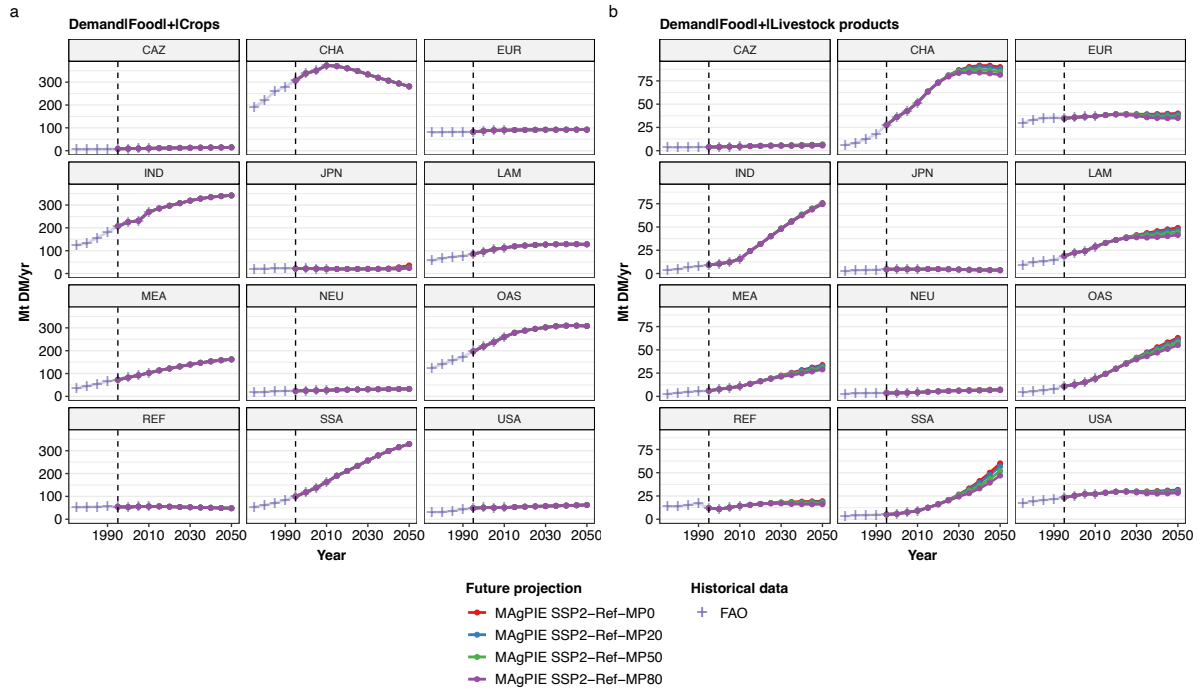 a
Demand|Food|+|Crops
CAZ
CHA
EUR
300
200
100
0
IND
JPN
LAM
300
200
100
0
MEA
NEU
OAS
300
200
100
0
REF
SSA
USA
300
200
100
0
1990 2010 2030 2050
1990 2010 2030 2050
1990 2010 2030 2050
Mt DM/yr
Year
b
Demand|Food|+|Livestock products
CAZ
CHA
EUR
75
50
25
0
IND
JPN
LAM
75
50
25
0
MEA
NEU
OAS
75
50
25
0
REF
SSA
USA
75
50
25
0
1990 2010 2030 2050
1990 2010 2030 2050
1990 2010 2030 2050
Mt DM/yr
Year
Future projection
MAgPIE SSP2−Ref−MP0
MAgPIE SSP2−Ref−MP20
MAgPIE SSP2−Ref−MP50
MAgPIE SSP2−Ref−MP80
Historical data
FAO